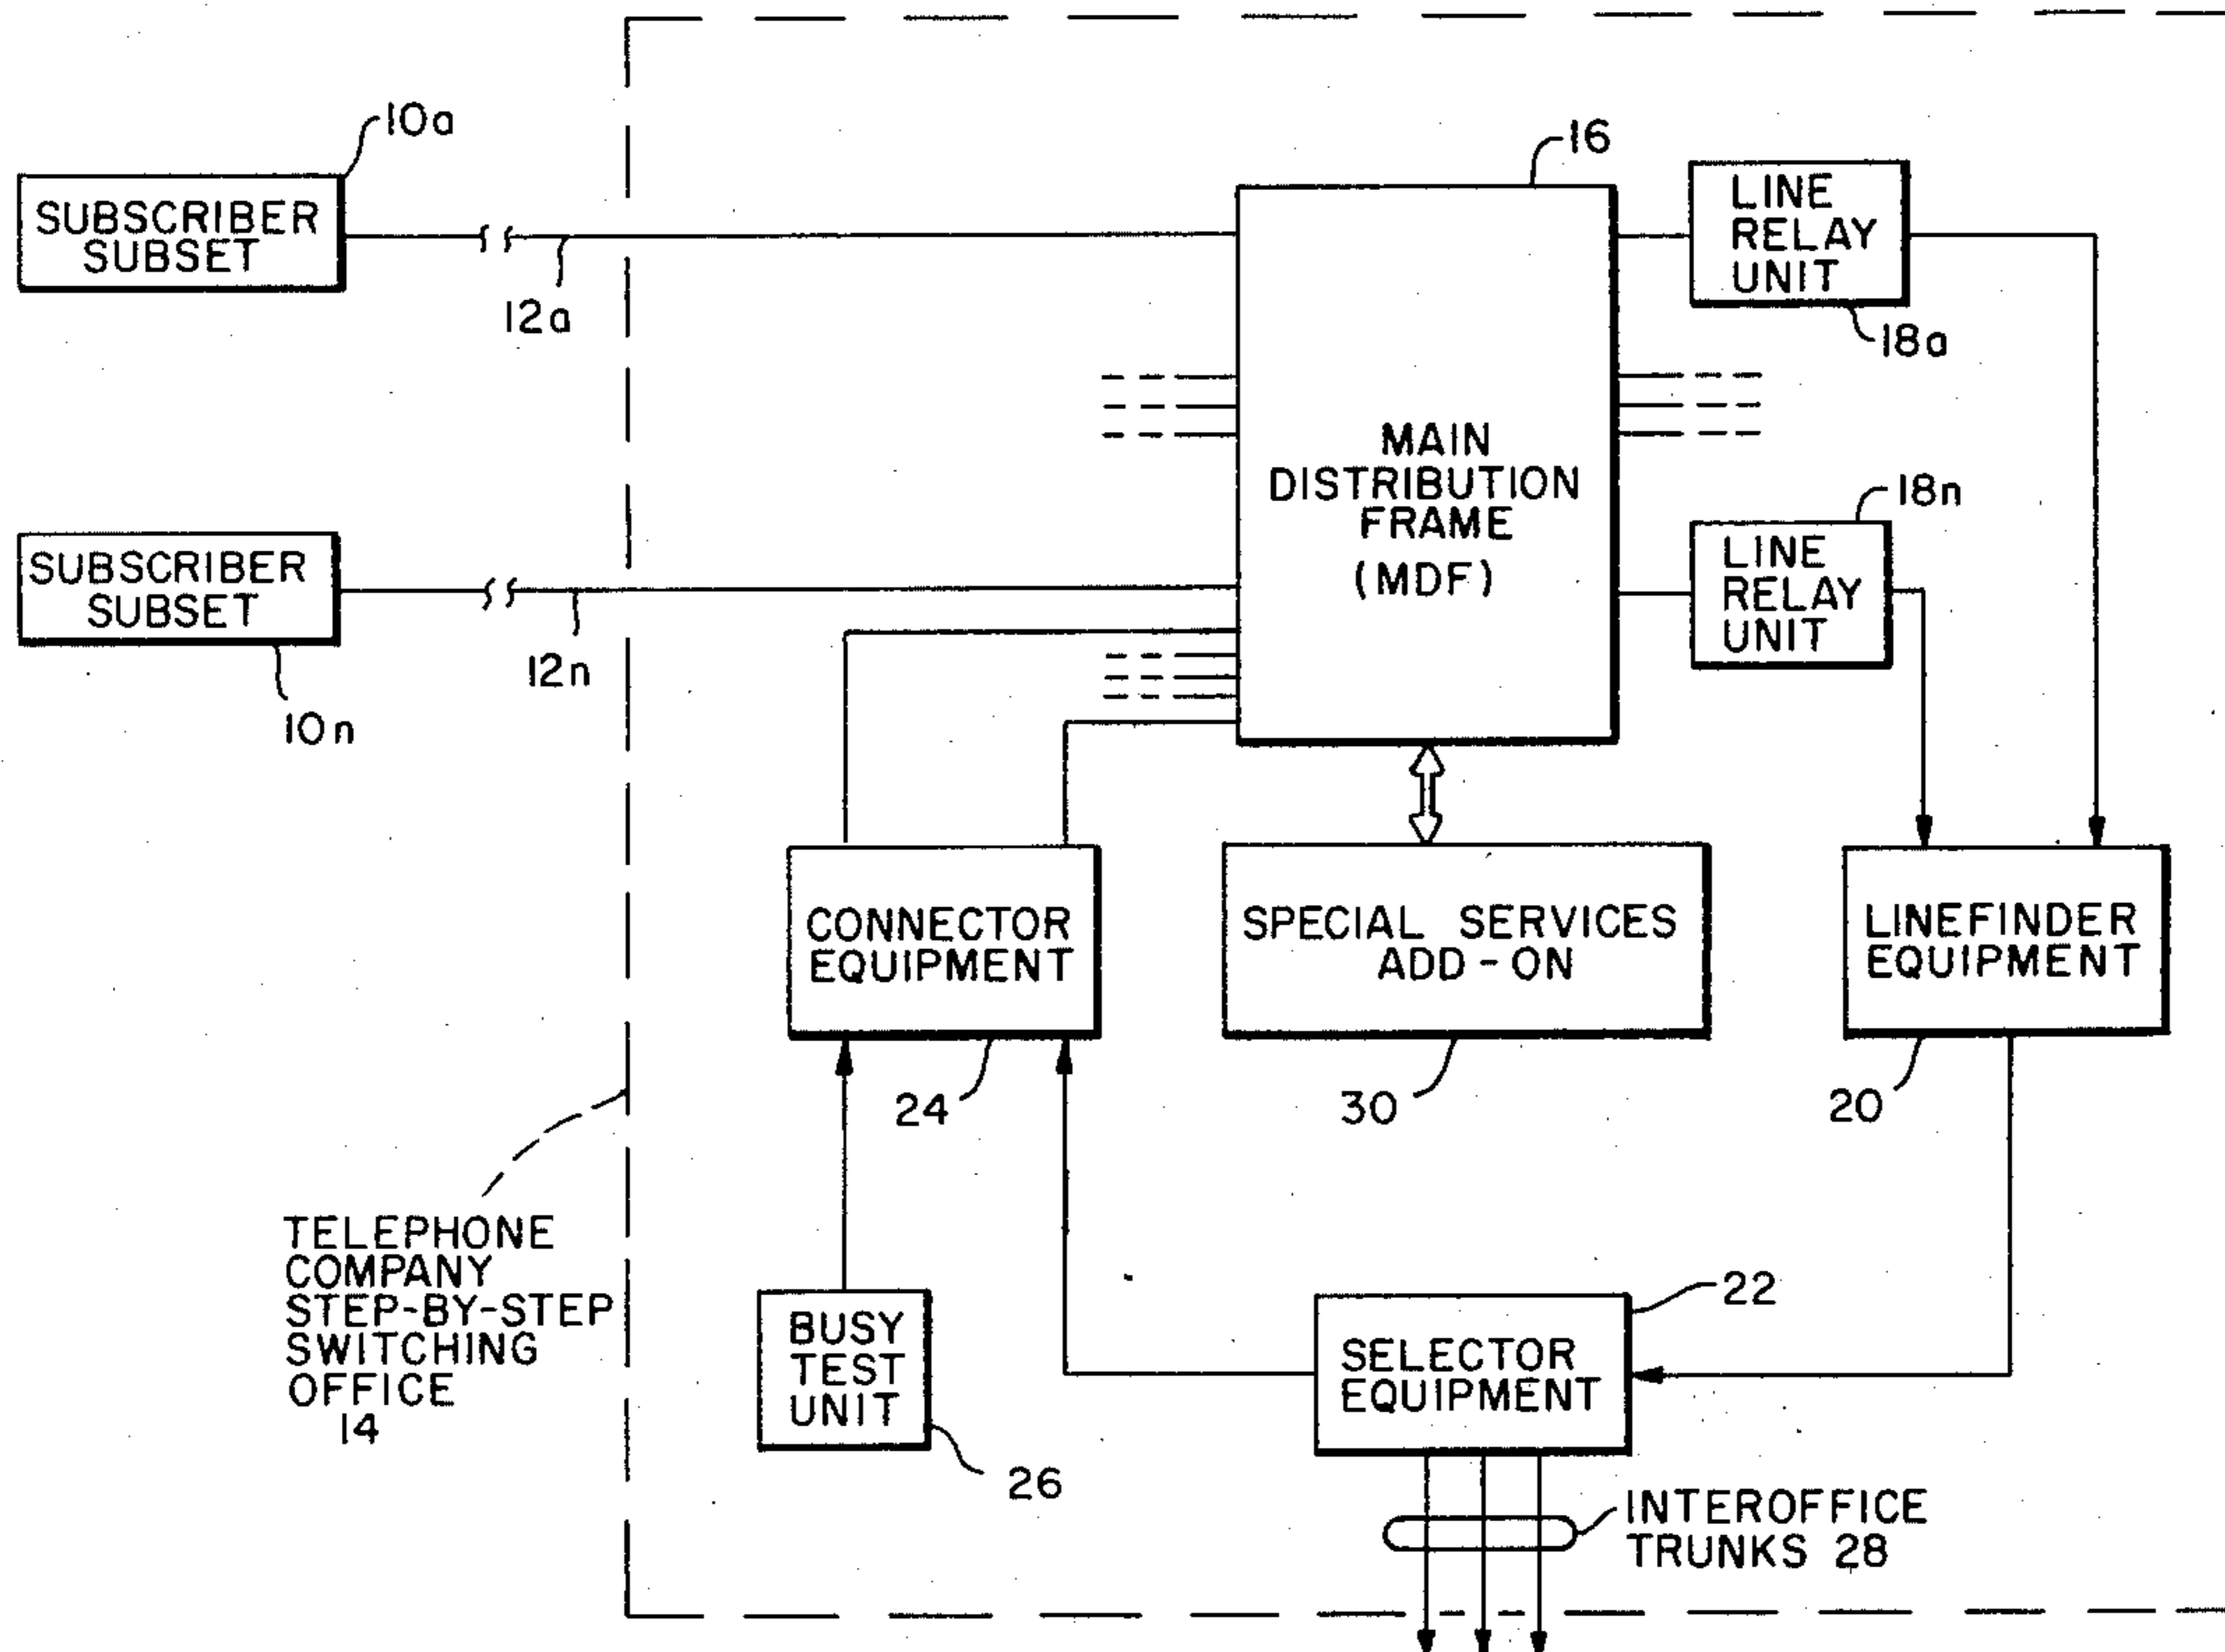 10a
16
SUBSCRIBER
SUBSET
LINE
RELAY
UNIT
12a
18a
MAIN
DISTRIBUTION
FRAME
(MDF)
18n
SUBSCRIBER
SUBSET
LINE
RELAY
UNIT
12n
10n
CONNECTOR
EQUIPMENT
SPECIAL SERVICES
ADD-ON
LINEFINDER
EQUIPMENT
24
30
20
TELEPHONE
COMPANY
STEP-BY-STEP
SWITCHING
OFFICE
14
BUSY
TEST
UNIT
26
22
SELECTOR
EQUIPMENT
INTEROFFICE
TRUNKS 28